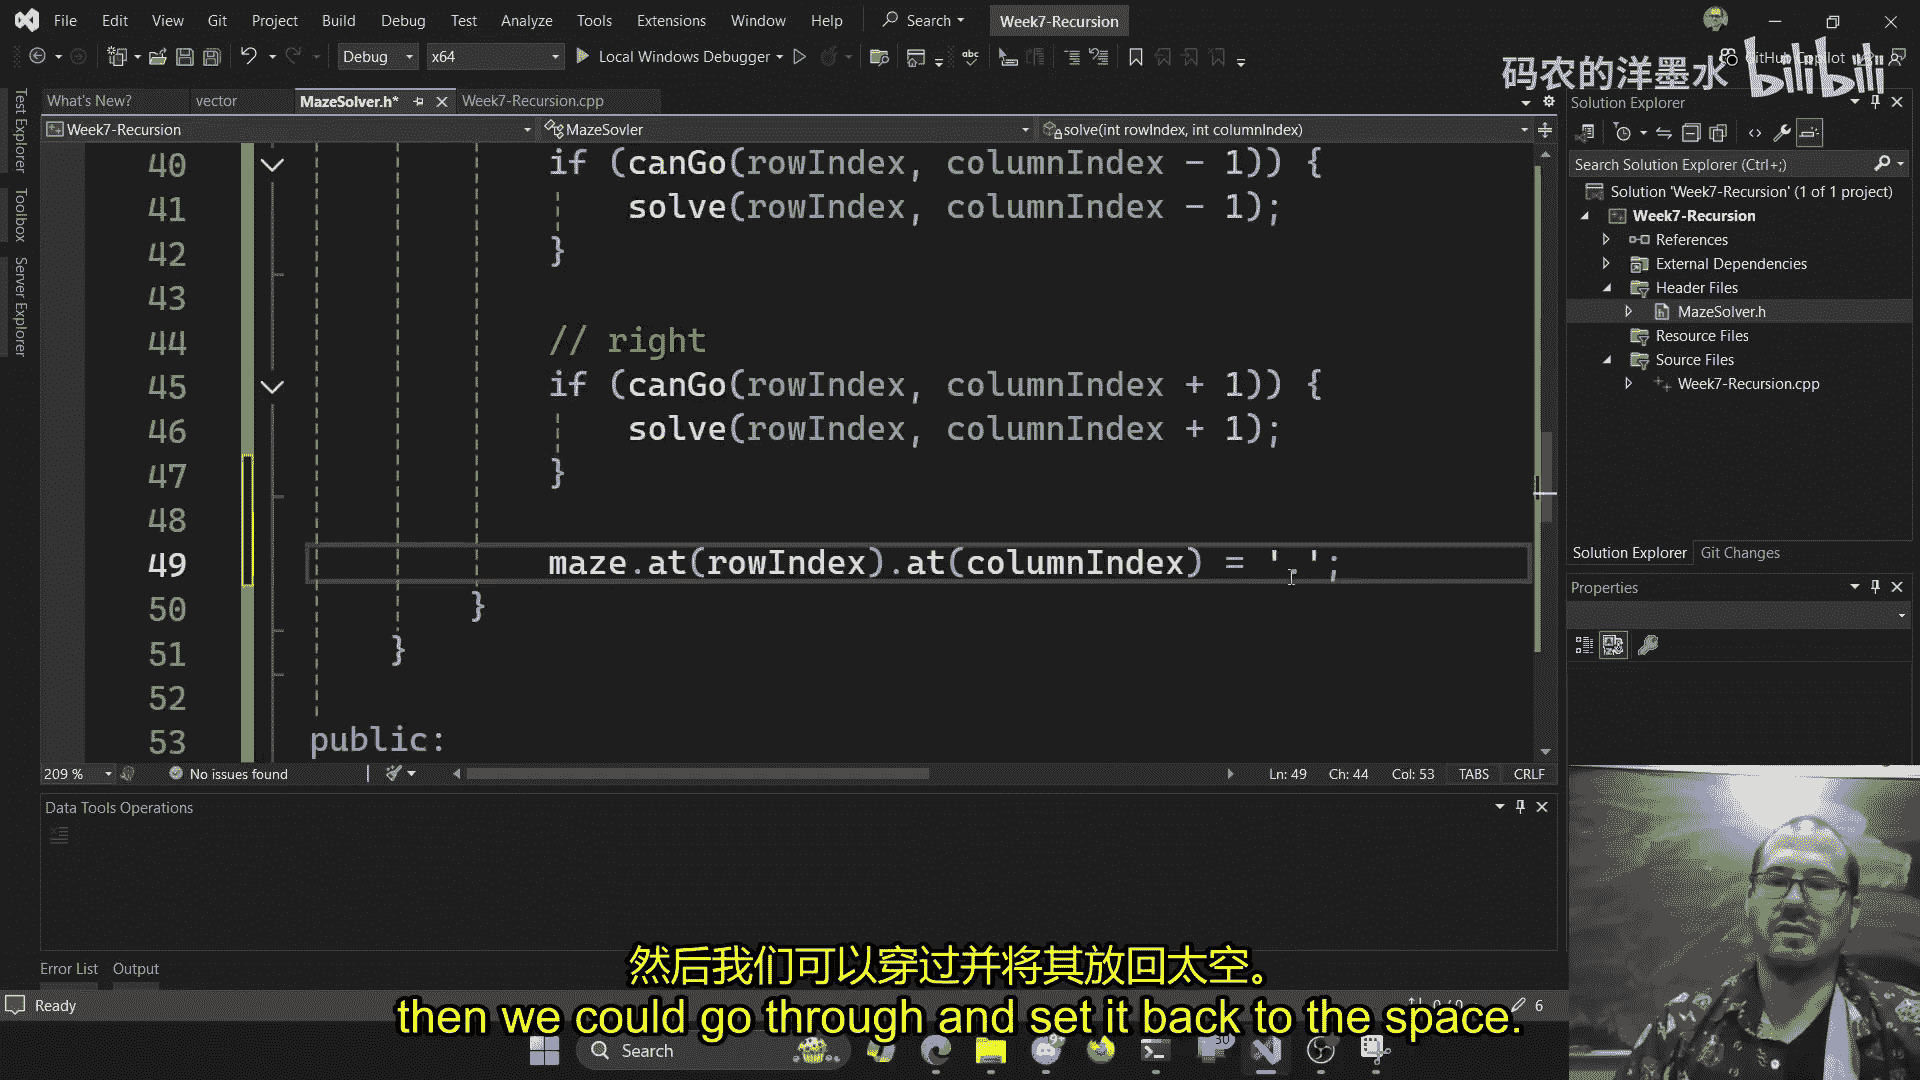 File Edit View Git Project Build Debug Test Analyze Tools Extensions Window Help Search Week7-Recursion
Debug x64 Local Windows Debugger GitHub Copilot
码农的洋墨水 bilibili
What's New? vector MazeSolver.h* Week7-Recursion.cpp
Week7-Recursion MazeSovler solve(int rowIndex, int columnIndex)
Test Explorer
Toolbox
Server Explorer
40 if (canGo(rowIndex, columnIndex - 1)) {
41 solve(rowIndex, columnIndex - 1);
42 }
43
44 // right
45 if (canGo(rowIndex, columnIndex + 1)) {
46 solve(rowIndex, columnIndex + 1);
47 }
48
49 maze.at(rowIndex).at(columnIndex) = '.';
50 }
51 }
52
53 public:
209 % No issues found Ln: 49 Ch: 44 Col: 53 TABS CRLF
Data Tools Operations
Error List Output
Ready 0/0 6
Solution Explorer
Search Solution Explorer (Ctrl+;)
Solution 'Week7-Recursion' (1 of 1 project)
Week7-Recursion
References
External Dependencies
Header Files
MazeSolver.h
Resource Files
Source Files
Week7-Recursion.cpp
Solution Explorer Git Changes
Properties
然后我们可以穿过并将其放回太空。
then we could go through and set it back to the space.
Search
30